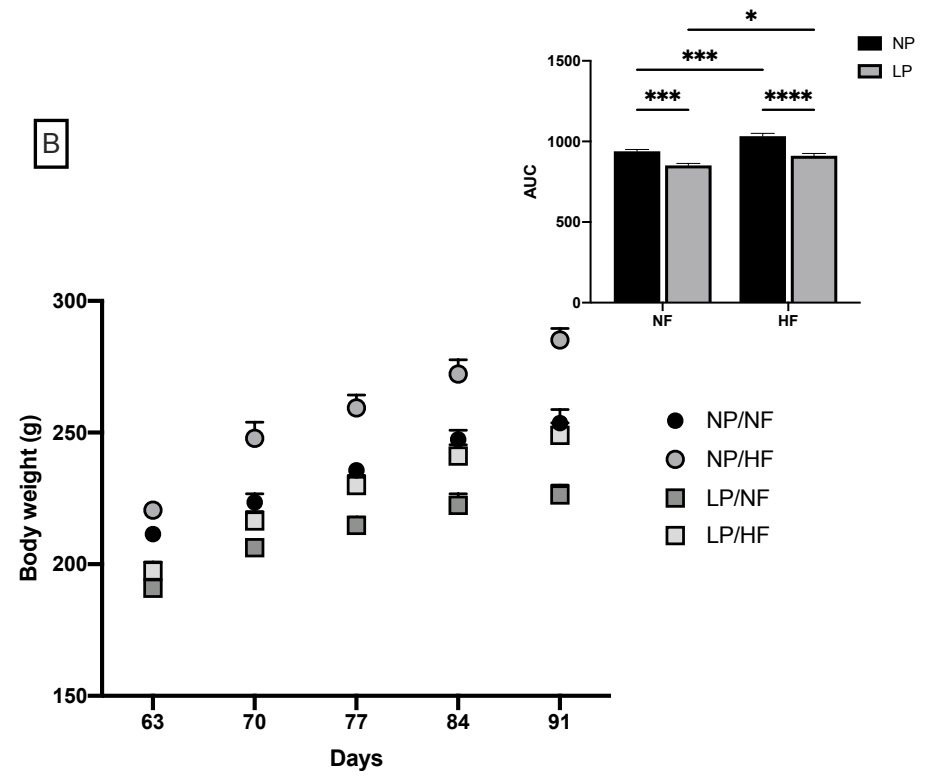 B
*
***
*** ****
NP
LP
AUC
1500
1000
500
0
NF HF
Body weight (g)
300
250
200
150
63 70 77 84 91
Days
NP/NF
NP/HF
LP/NF
LP/HF